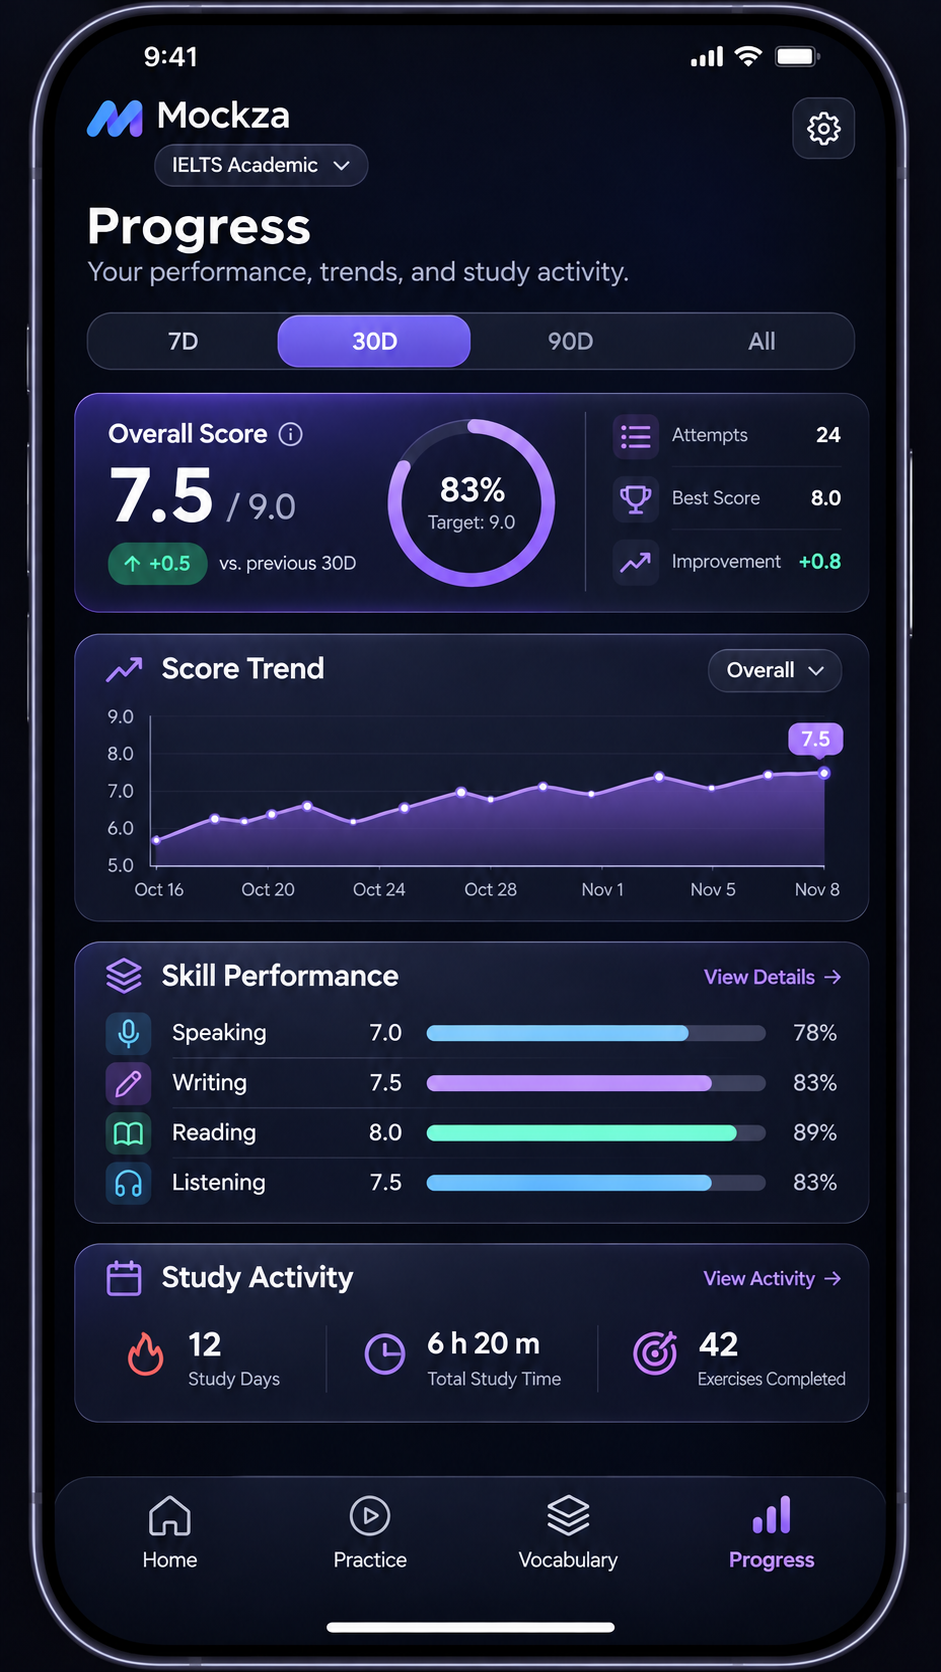 9:41
Mockza
IELTS Academic
Progress
Your performance, trends, and study activity.
7D 30D 90D All
Overall Score
7.5 / 9.0
+0.5 vs. previous 30D
83%
Target: 9.0
Attempts 24
Best Score 8.0
Improvement +0.8
Score Trend
Overall
9.0
8.0
7.0
6.0
5.0
7.5
Oct 16 Oct 20 Oct 24 Oct 28 Nov 1 Nov 5 Nov 8
Skill Performance
View Details →
Speaking 7.0 78%
Writing 7.5 83%
Reading 8.0 89%
Listening 7.5 83%
Study Activity
View Activity →
12
Study Days
6 h 20 m
Total Study Time
42
Exercises Completed
Home Practice Vocabulary Progress